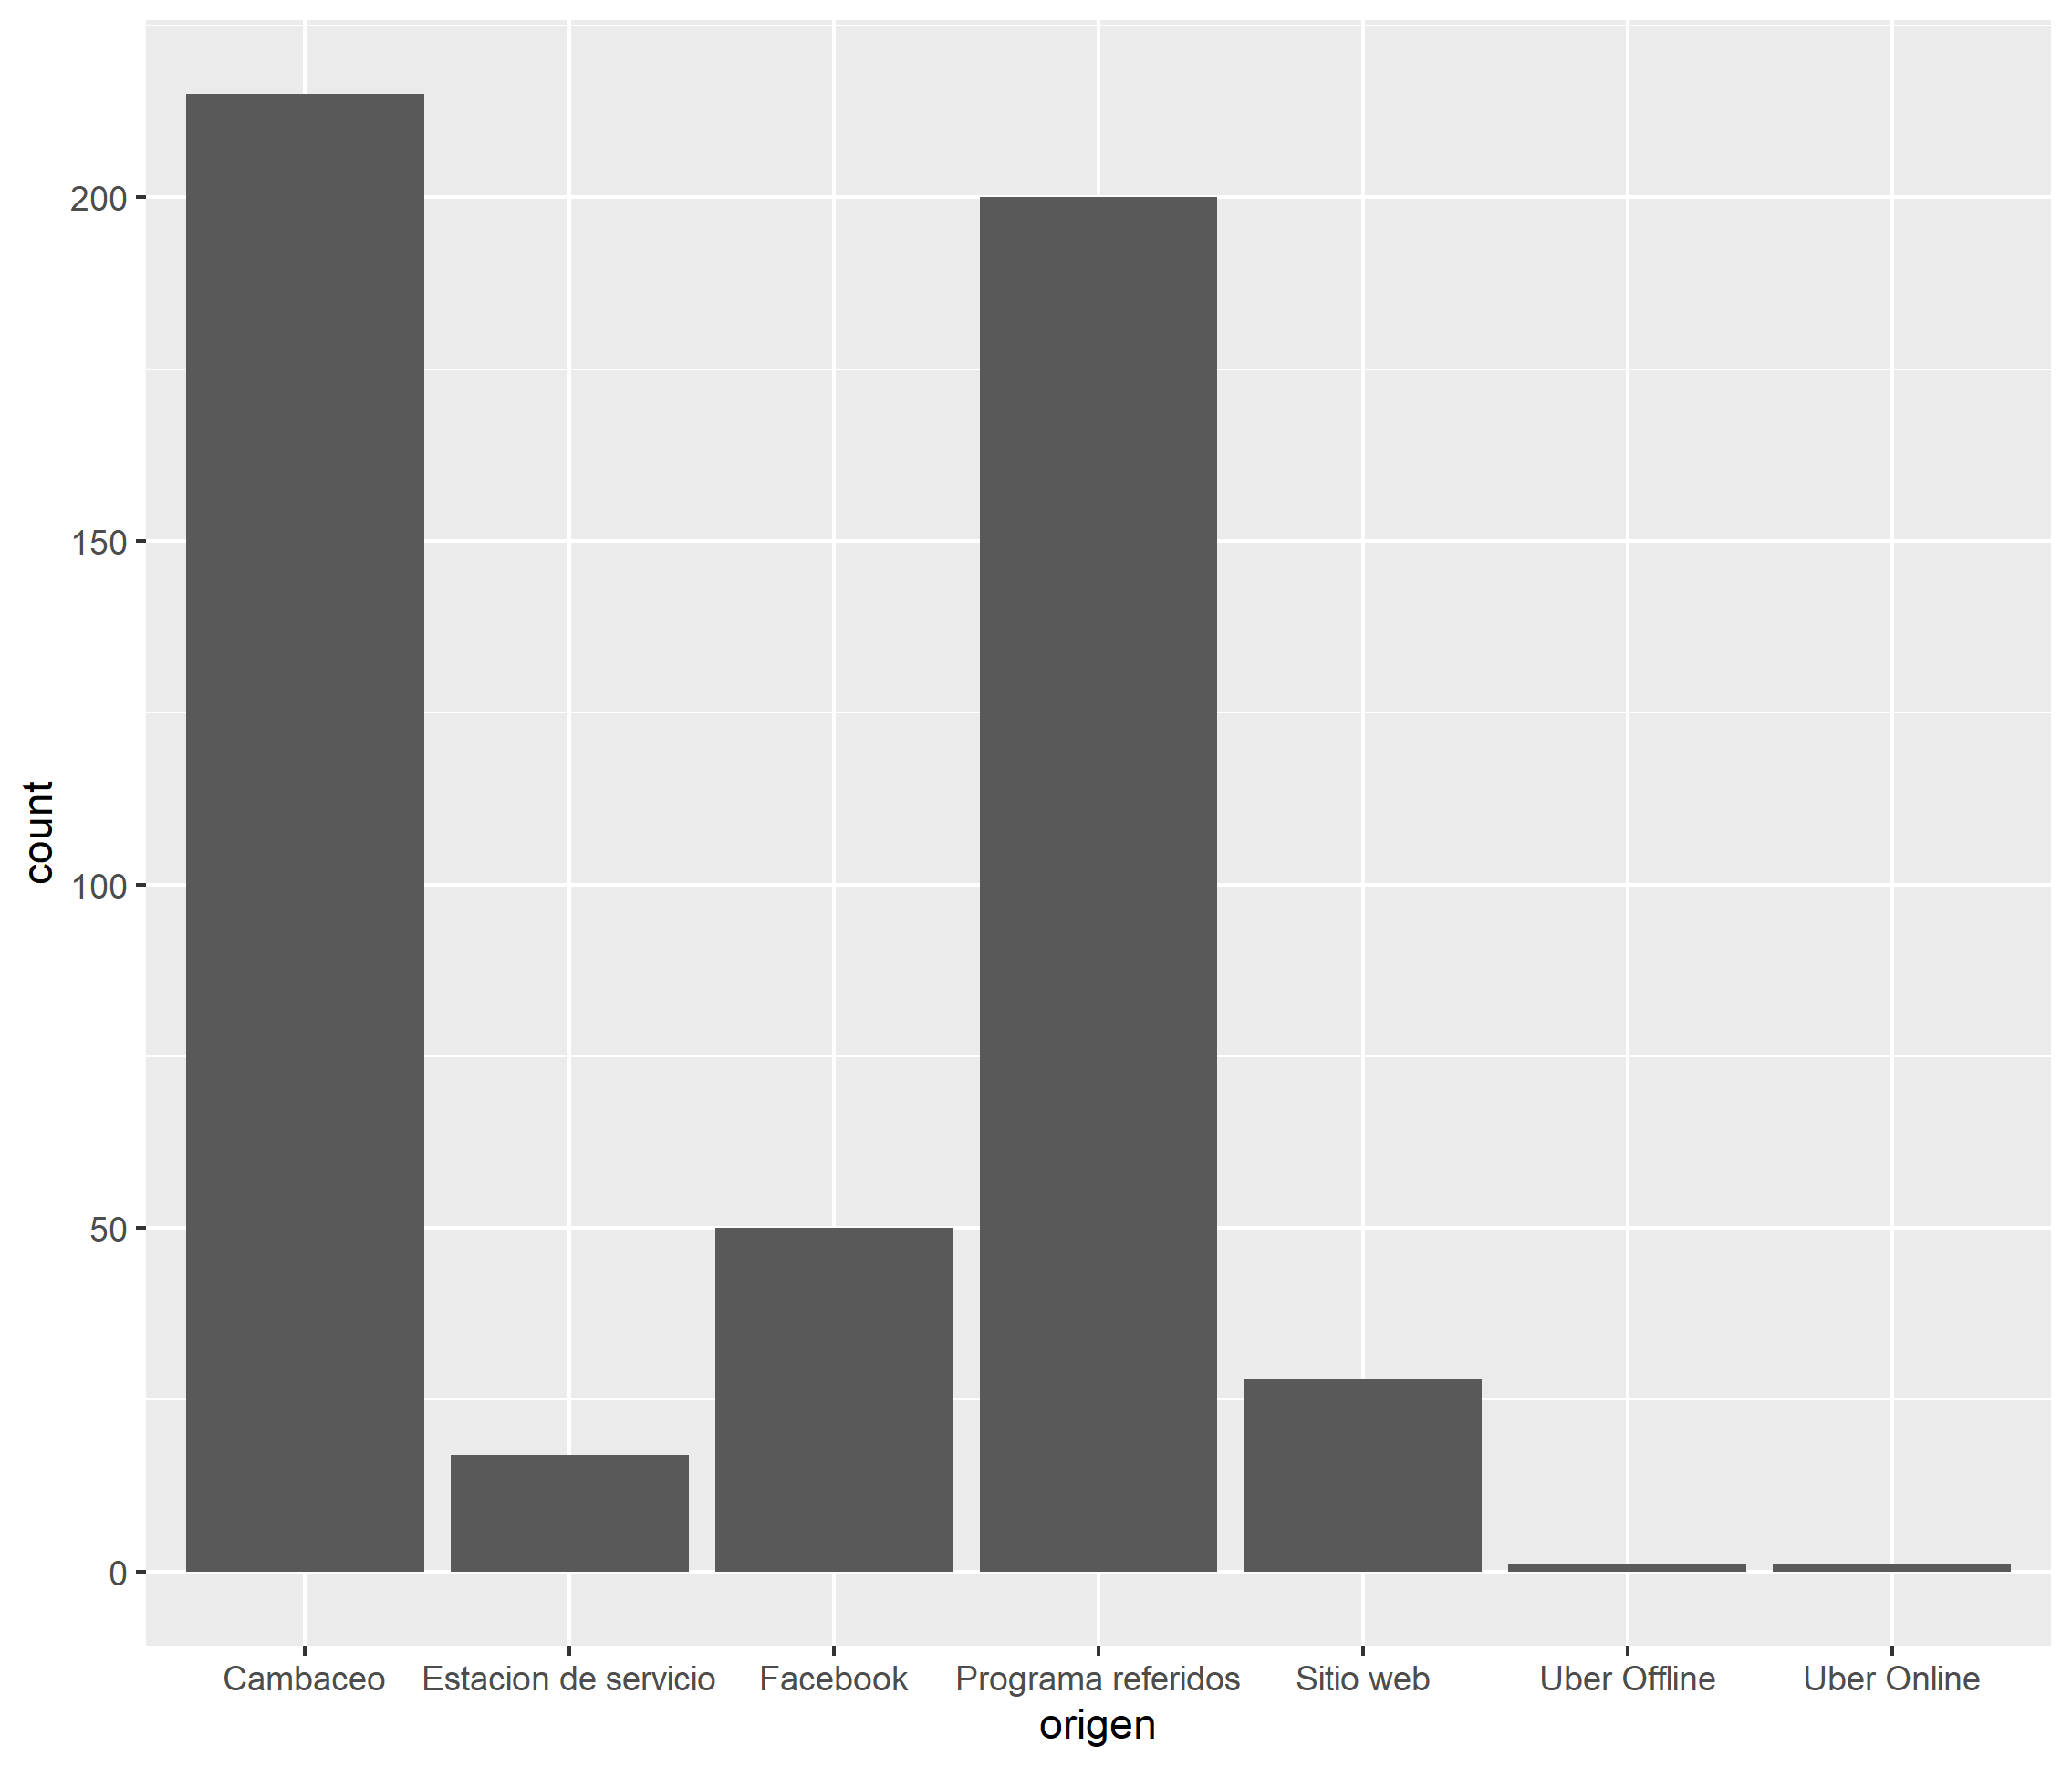 count
200
150
100
50
0
Cambaceo Estacion de servicio Facebook Programa referidos Sitio web Uber Offline Uber Online
origen